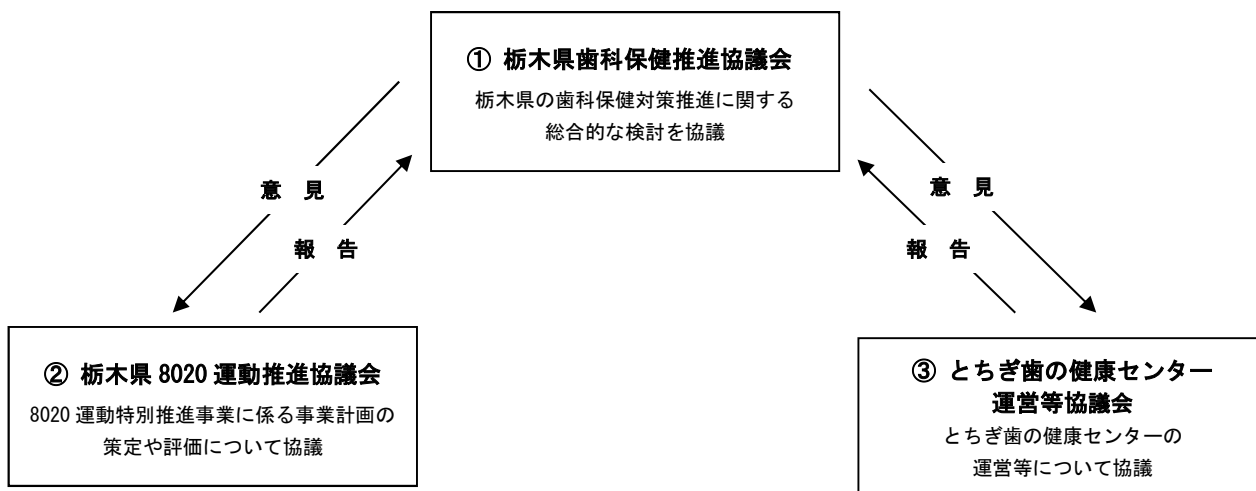 ① 栃木県歯科保健推進協議会
栃木県の歯科保健対策推進に関する
総合的な検討を協議
意 見
報 告
意 見
報 告
② 栃木県 8020 運動推進協議会
8020 運動特別推進事業に係る事業計画の
策定や評価について協議
③ とちぎ歯の健康センター
運営等協議会
とちぎ歯の健康センターの
運営等について協議